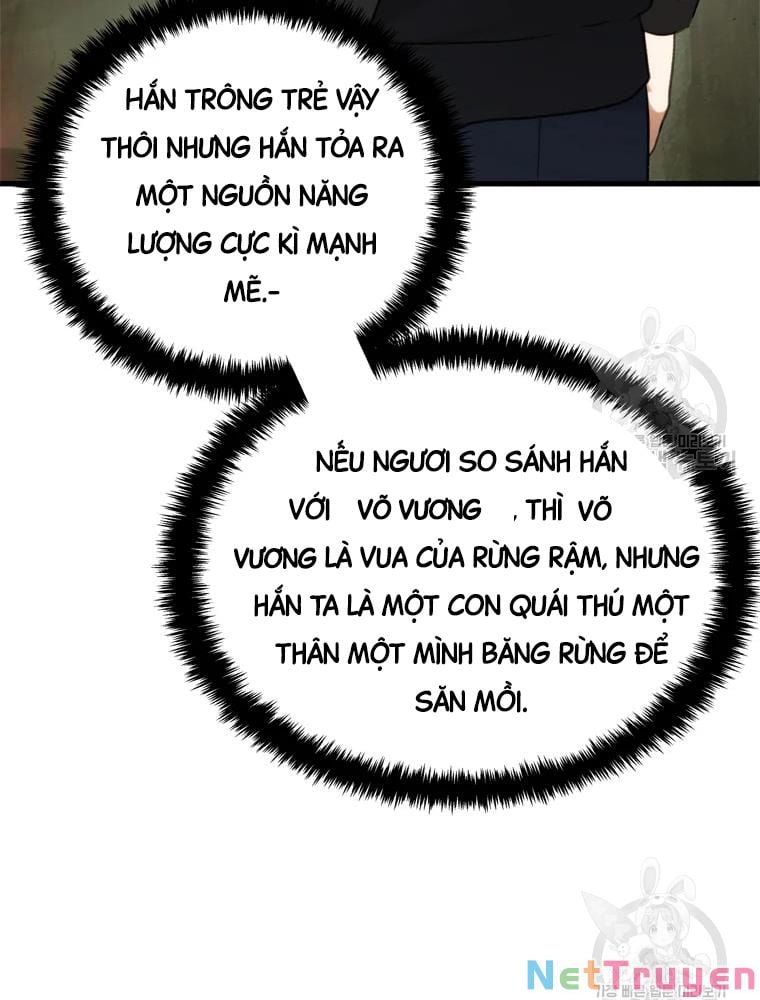 HẮN TRÔNG TRẺ VẬY
THÔI NHƯNG HẮN TỎA RA
MỘT NGUỒN NĂNG
LƯỢNG CỰC KÌ MẠNH
MẼ.-
NẾU NGƯƠI SO SÁNH HẮN
VỚI VÕ VƯƠNG , THÌ VÕ
VƯƠNG LÀ VUA CỦA RỪNG RẬM, NHƯNG
HẮN TA LÀ MỘT CON QUÁI THÚ MỘT
THÂN MỘT MÌNH BĂNG RỪNG ĐỂ
SĂN MỒI.
NetTruyen